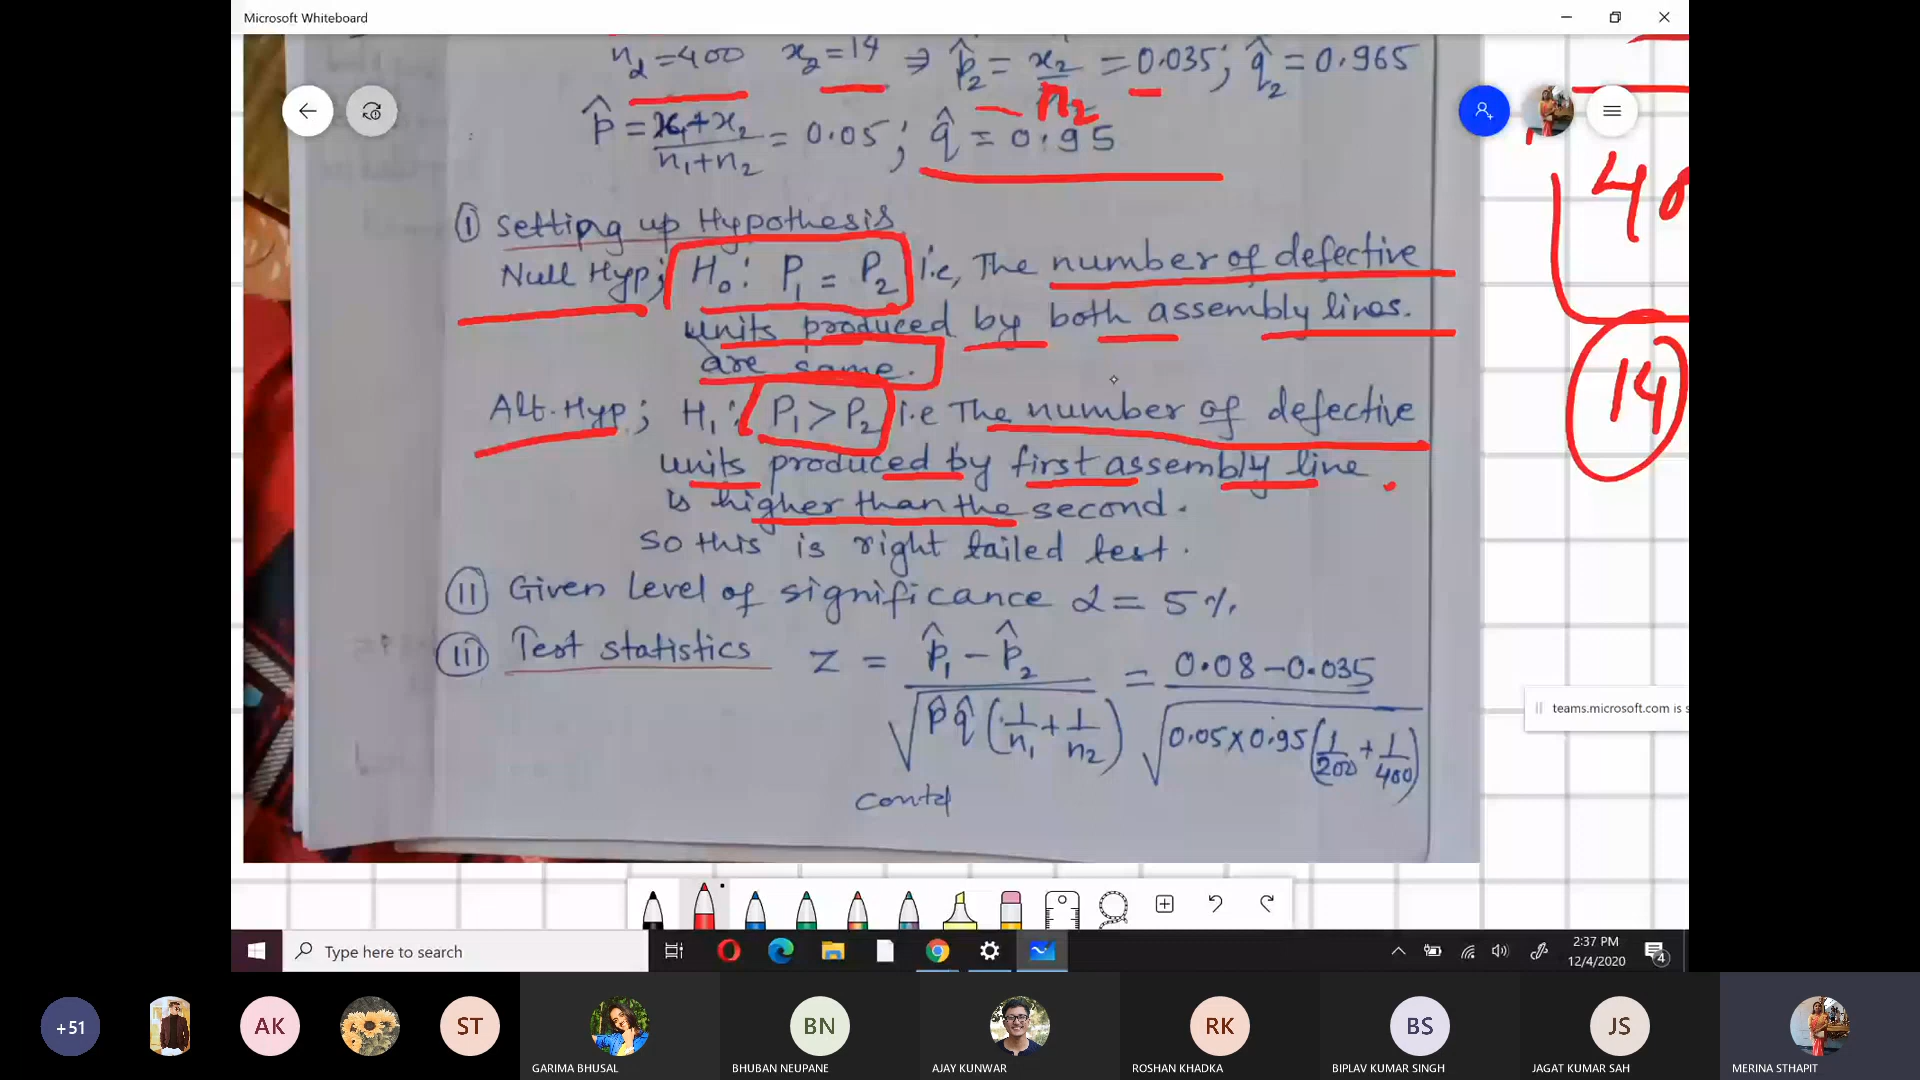 Microsoft Whiteboard
n2 = 400 x2 = 14 ⇒ p̂2 = x2/n2 = 0.035; q̂2 = 0.965
p̂ = x1+x2/n1+n2 = 0.05; q̂ = 0.95
40
① Setting up Hypothesis
Null Hyp; H0: P1 = P2 i.e, The number of defective
units produced by both assembly lines.
are same.
14
Alt. Hyp; H1: P1 > P2 i.e The number of defective
units produced by first assembly line
is higher than the second.
So this is right tailed test.
(II) Given level of significance α = 5%
(III) Test statistics z = p̂1 - p̂2 / √p̂q̂(1/n1 + 1/n2) = 0.08 - 0.035 / √0.05×0.95(1/200 + 1/400)
teams.microsoft.com is s
contd
Type here to search
2:37 PM
12/4/2020
4
+51
AK
ST
BN
RK
BS
JS
GARIMA BHUSAL
BHUBAN NEUPANE
AJAY KUNWAR
ROSHAN KHADKA
BIPLAV KUMAR SINGH
JAGAT KUMAR SAH
MERINA STHAPIT